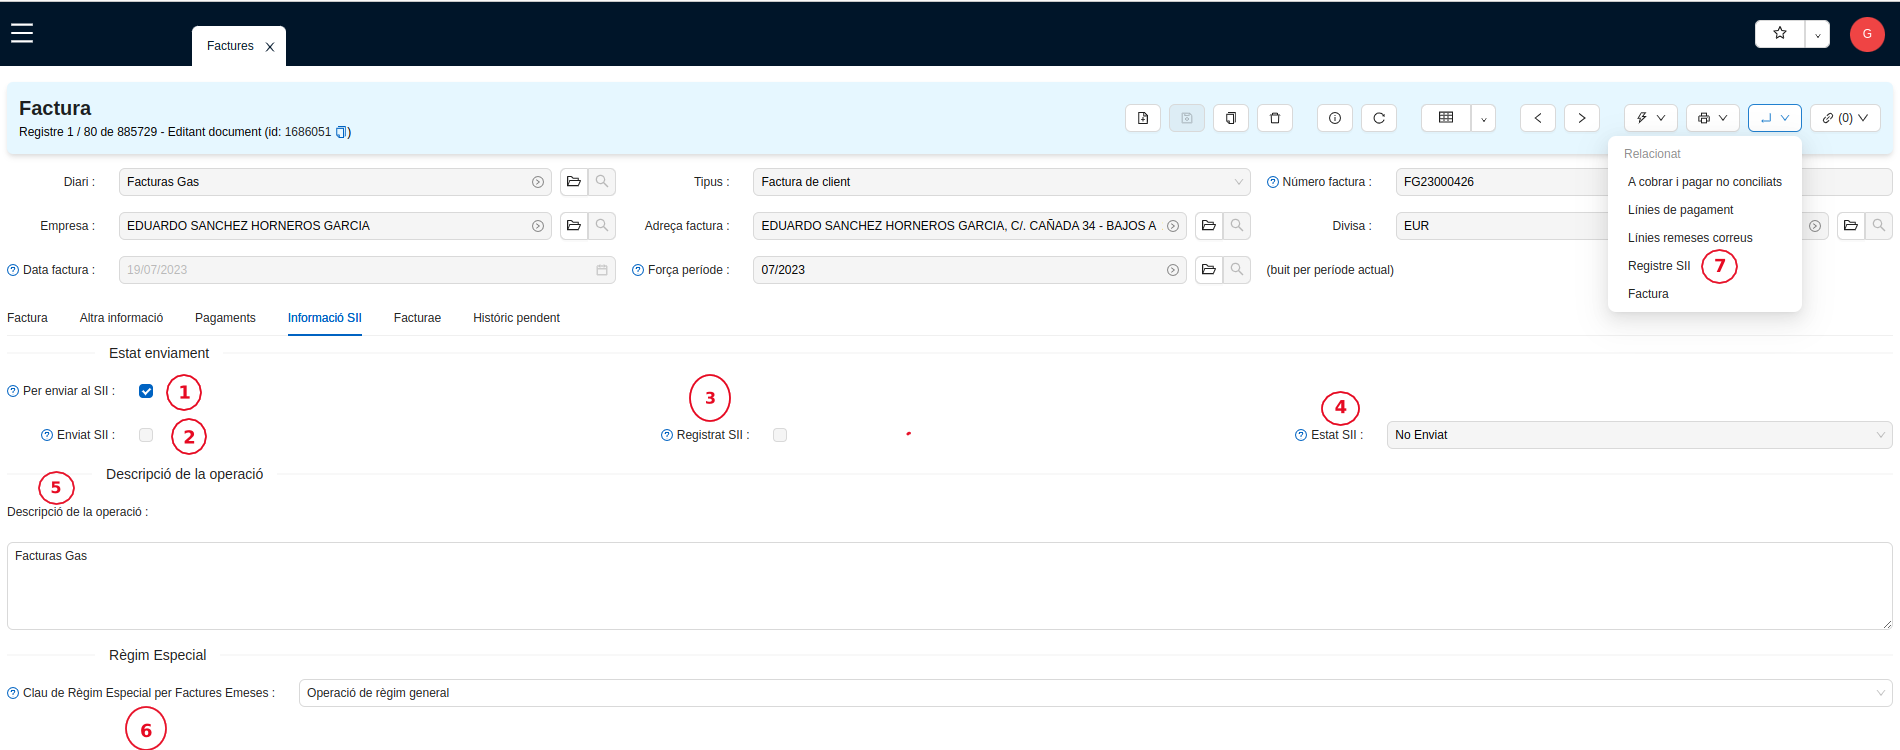 Factures
G
Factura
Registre 1 / 80 de 885729 - Editant document (id: 1686051 )
(0)
Relacionat
A cobrar i pagar no conciliats
Línies de pagament
Línies remeses correus
Registre SII 7
Factura
Diari : Facturas Gas Tipus : Factura de client Número factura : FG23000426
Empresa : EDUARDO SANCHEZ HORNEROS GARCIA Adreça factura : EDUARDO SANCHEZ HORNEROS GARCIA, C/. CAÑADA 34 - BAJOS A Divisa : EUR
Data factura : 19/07/2023 Força període : 07/2023 (buit per període actual)
Factura Altra informació Pagaments Informació SII Facturae Històric pendent
Estat enviament
Per enviar al SII : 1
Enviat SII : 2 3 Registrat SII : 4 Estat SII : No Enviat
Descripció de la operació
5
Descripció de la operació :
Facturas Gas
Règim Especial
Clau de Règim Especial per Factures Emeses : Operació de règim general
6